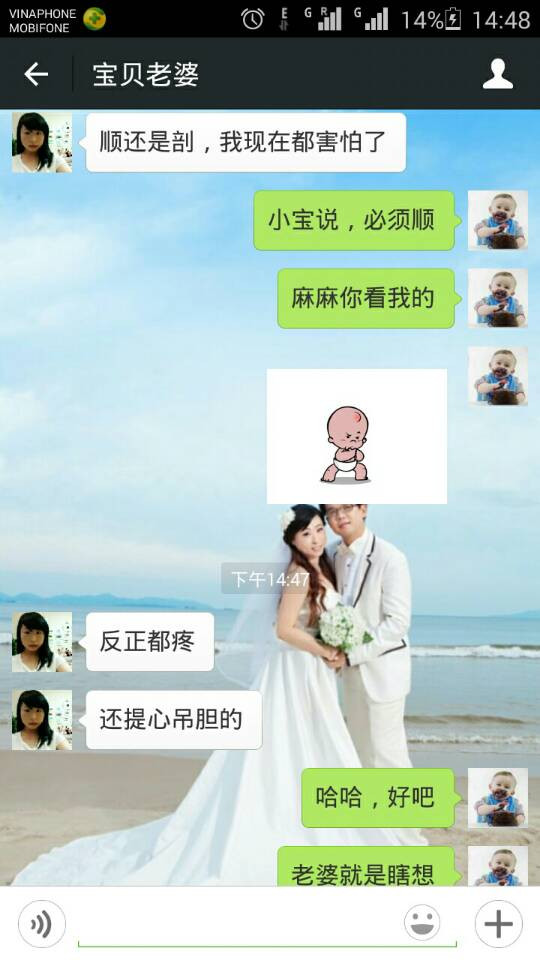 VINAPHONE
MOBIFONE
E G R G 14% 14:48
宝贝老婆
顺还是剖，我现在都害怕了
小宝说，必须顺
麻麻你看我的
下午14:47
反正都疼
还提心吊胆的
哈哈，好吧
老婆就是瞎想